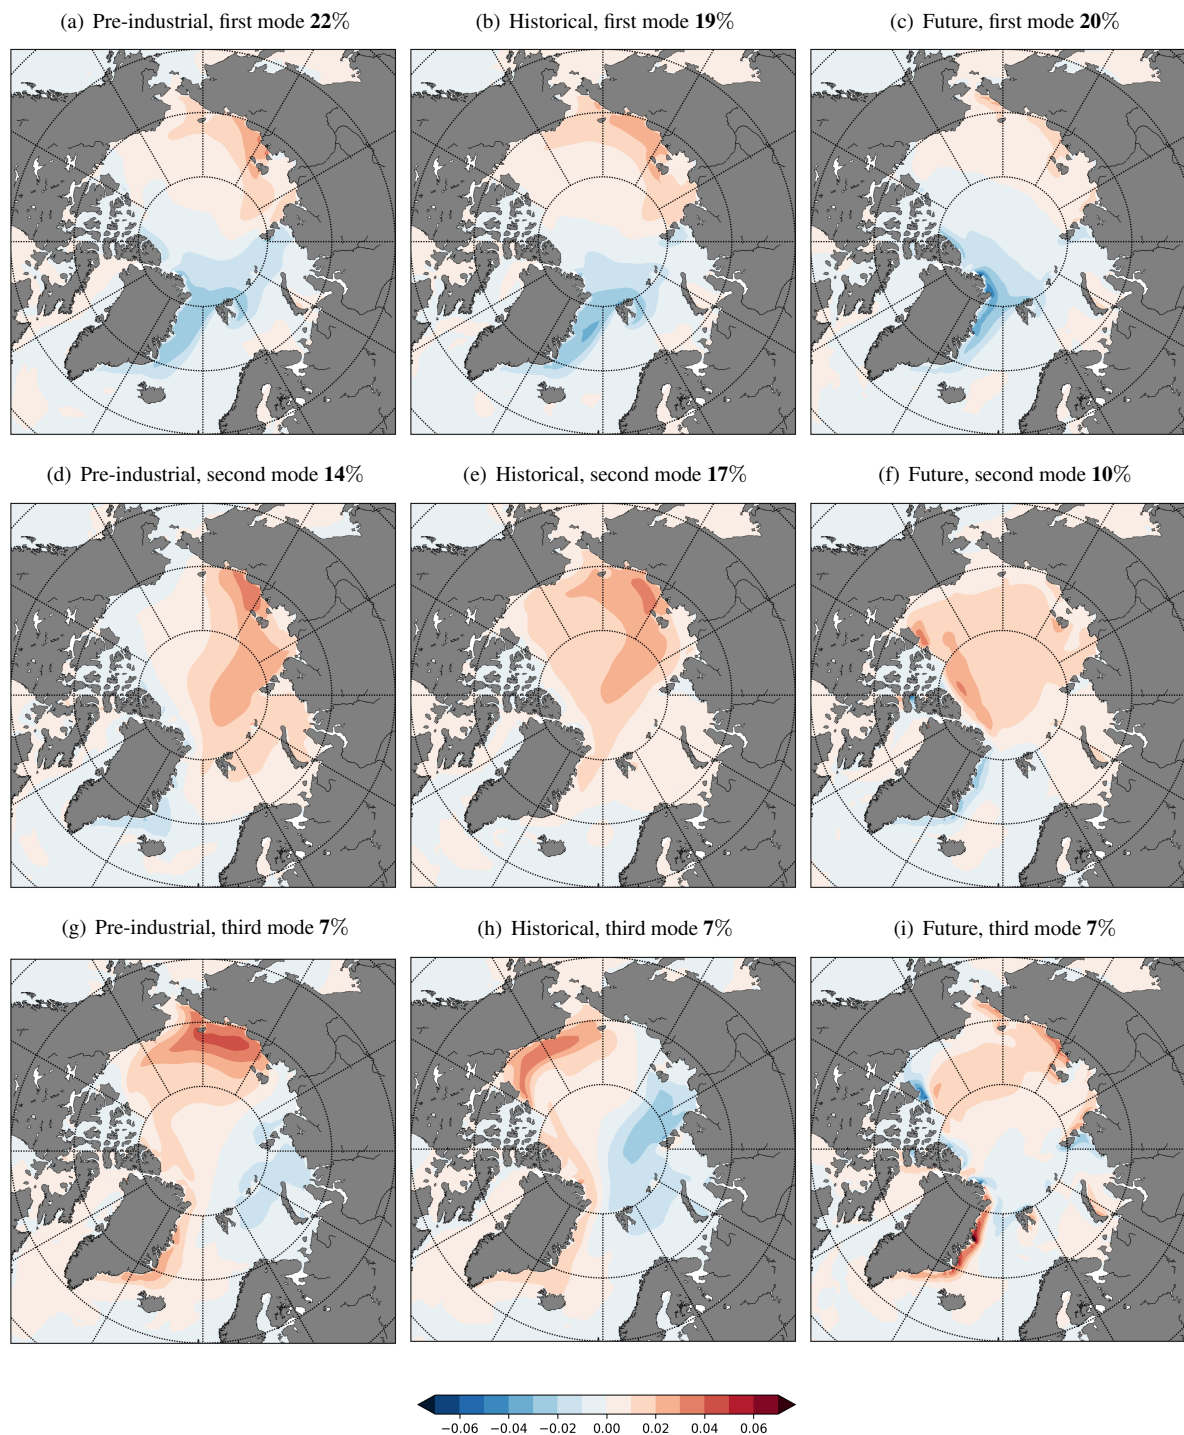 (a) Pre-industrial, first mode 22%
(b) Historical, first mode 19%
(c) Future, first mode 20%
(d) Pre-industrial, second mode 14%
(e) Historical, second mode 17%
(f) Future, second mode 10%
(g) Pre-industrial, third mode 7%
(h) Historical, third mode 7%
(i) Future, third mode 7%
−0.06 −0.04 −0.02 0.00 0.02 0.04 0.06